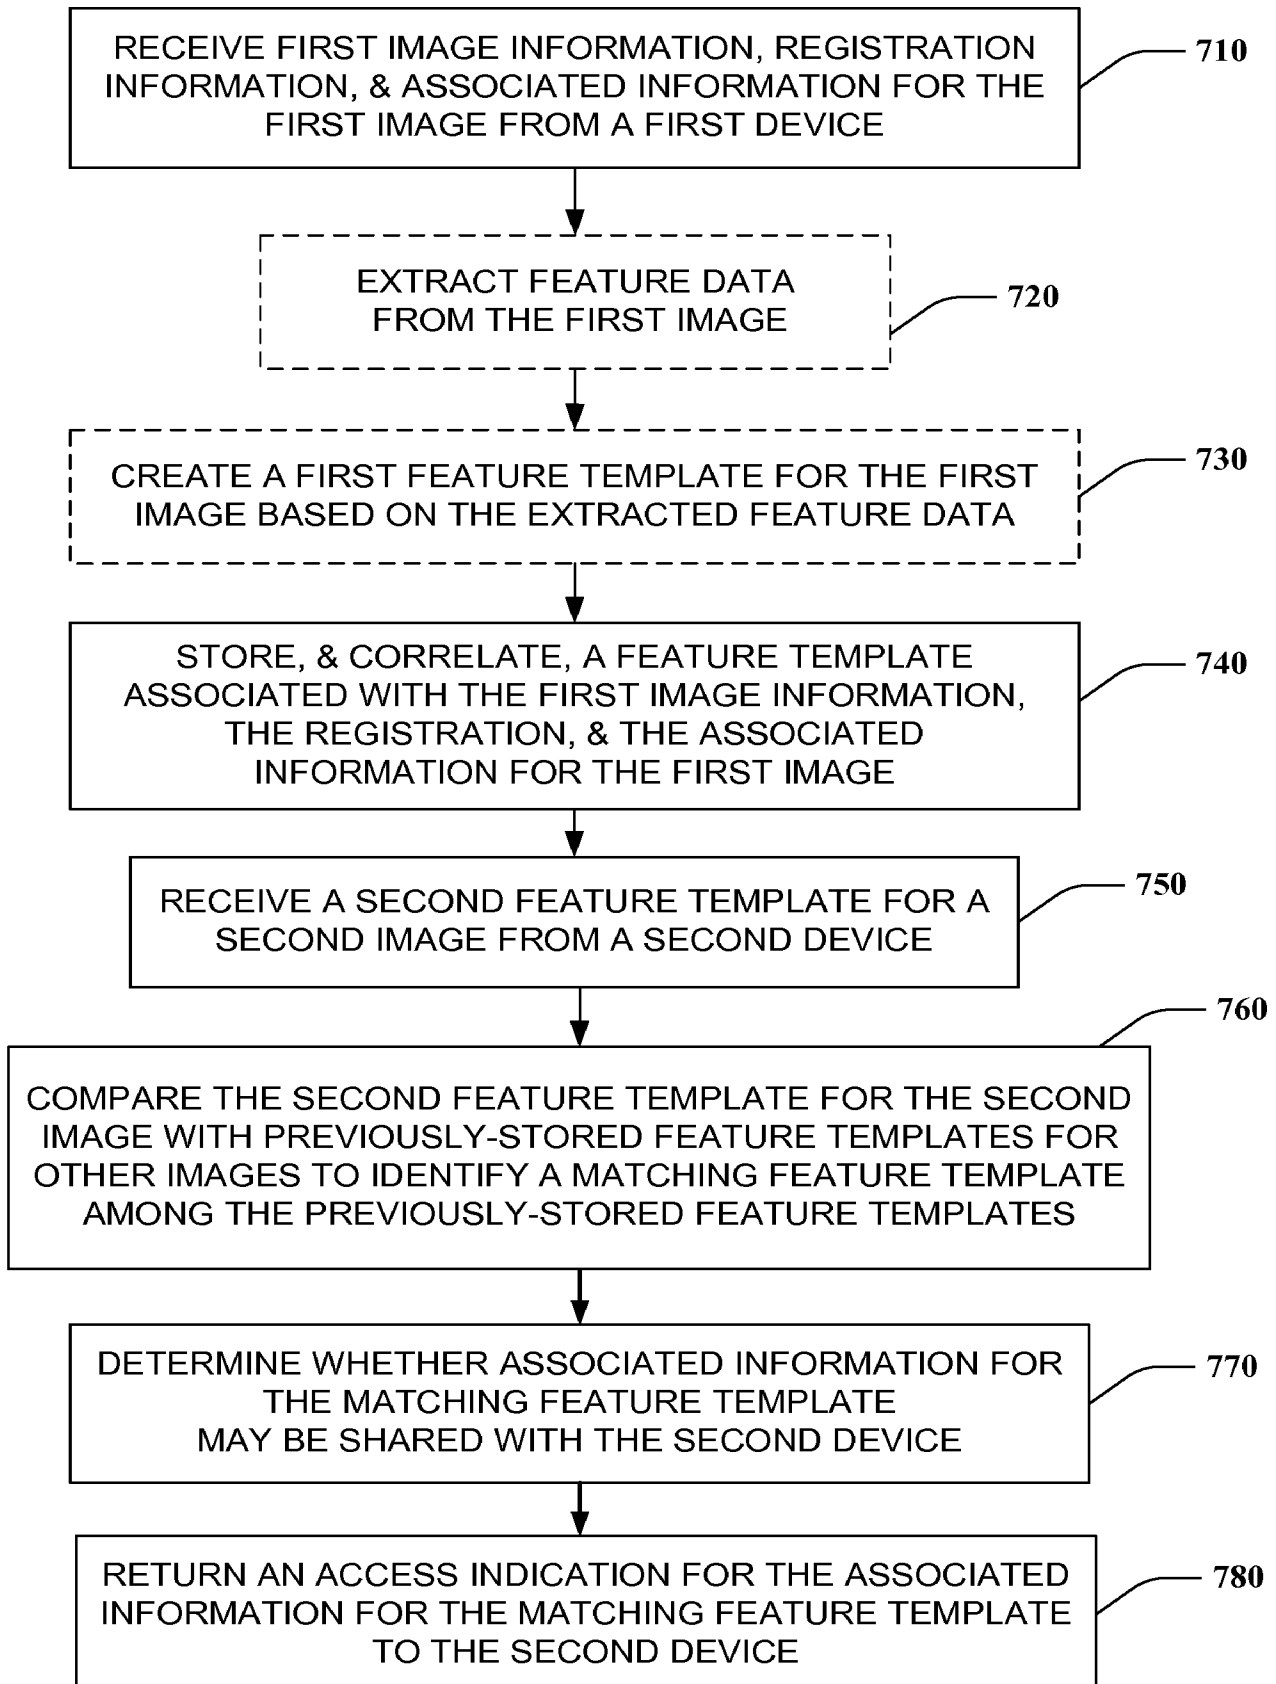 RECEIVE FIRST IMAGE INFORMATION, REGISTRATION
INFORMATION, & ASSOCIATED INFORMATION FOR THE
FIRST IMAGE FROM A FIRST DEVICE
710
EXTRACT FEATURE DATA
FROM THE FIRST IMAGE
720
CREATE A FIRST FEATURE TEMPLATE FOR THE FIRST
IMAGE BASED ON THE EXTRACTED FEATURE DATA
730
STORE, & CORRELATE, A FEATURE TEMPLATE
ASSOCIATED WITH THE FIRST IMAGE INFORMATION,
THE REGISTRATION, & THE ASSOCIATED
INFORMATION FOR THE FIRST IMAGE
740
RECEIVE A SECOND FEATURE TEMPLATE FOR A
SECOND IMAGE FROM A SECOND DEVICE
750
COMPARE THE SECOND FEATURE TEMPLATE FOR THE SECOND
IMAGE WITH PREVIOUSLY-STORED FEATURE TEMPLATES FOR
OTHER IMAGES TO IDENTIFY A MATCHING FEATURE TEMPLATE
AMONG THE PREVIOUSLY-STORED FEATURE TEMPLATES
760
DETERMINE WHETHER ASSOCIATED INFORMATION FOR
THE MATCHING FEATURE TEMPLATE
MAY BE SHARED WITH THE SECOND DEVICE
770
RETURN AN ACCESS INDICATION FOR THE ASSOCIATED
INFORMATION FOR THE MATCHING FEATURE TEMPLATE
TO THE SECOND DEVICE
780